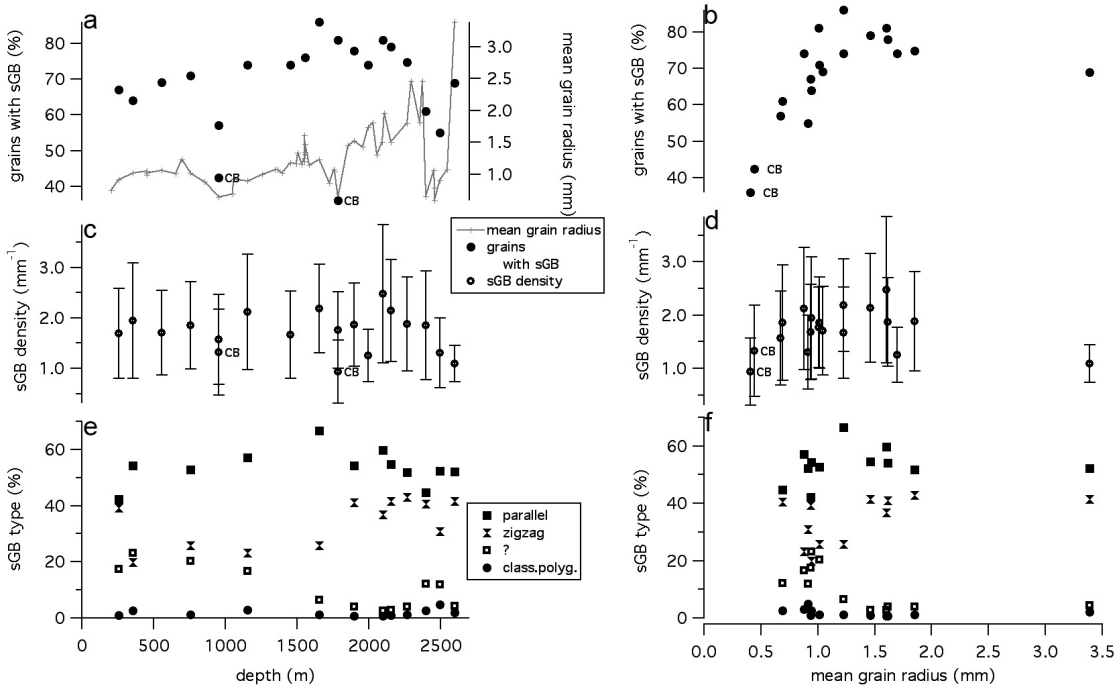 a
grains with sGB (%)
80
70
60
50
40
3.0
2.5
2.0
1.5
1.0
mean grain radius (mm)
CB
CB
b
grains with sGB (%)
80
70
60
50
40
CB
CB
mean grain radius
grains
with sGB
sGB density
c
sGB density (mm⁻¹)
3.0
2.0
1.0
CB
CB
d
sGB density (mm⁻¹)
3.0
2.0
1.0
CB
CB
e
sGB type (%)
60
40
20
0
0 500 1000 1500 2000 2500
depth (m)
parallel
zigzag
?
class.polyg.
f
sGB type (%)
60
40
20
0
0.0 0.5 1.0 1.5 2.0 2.5 3.0 3.5
mean grain radius (mm)